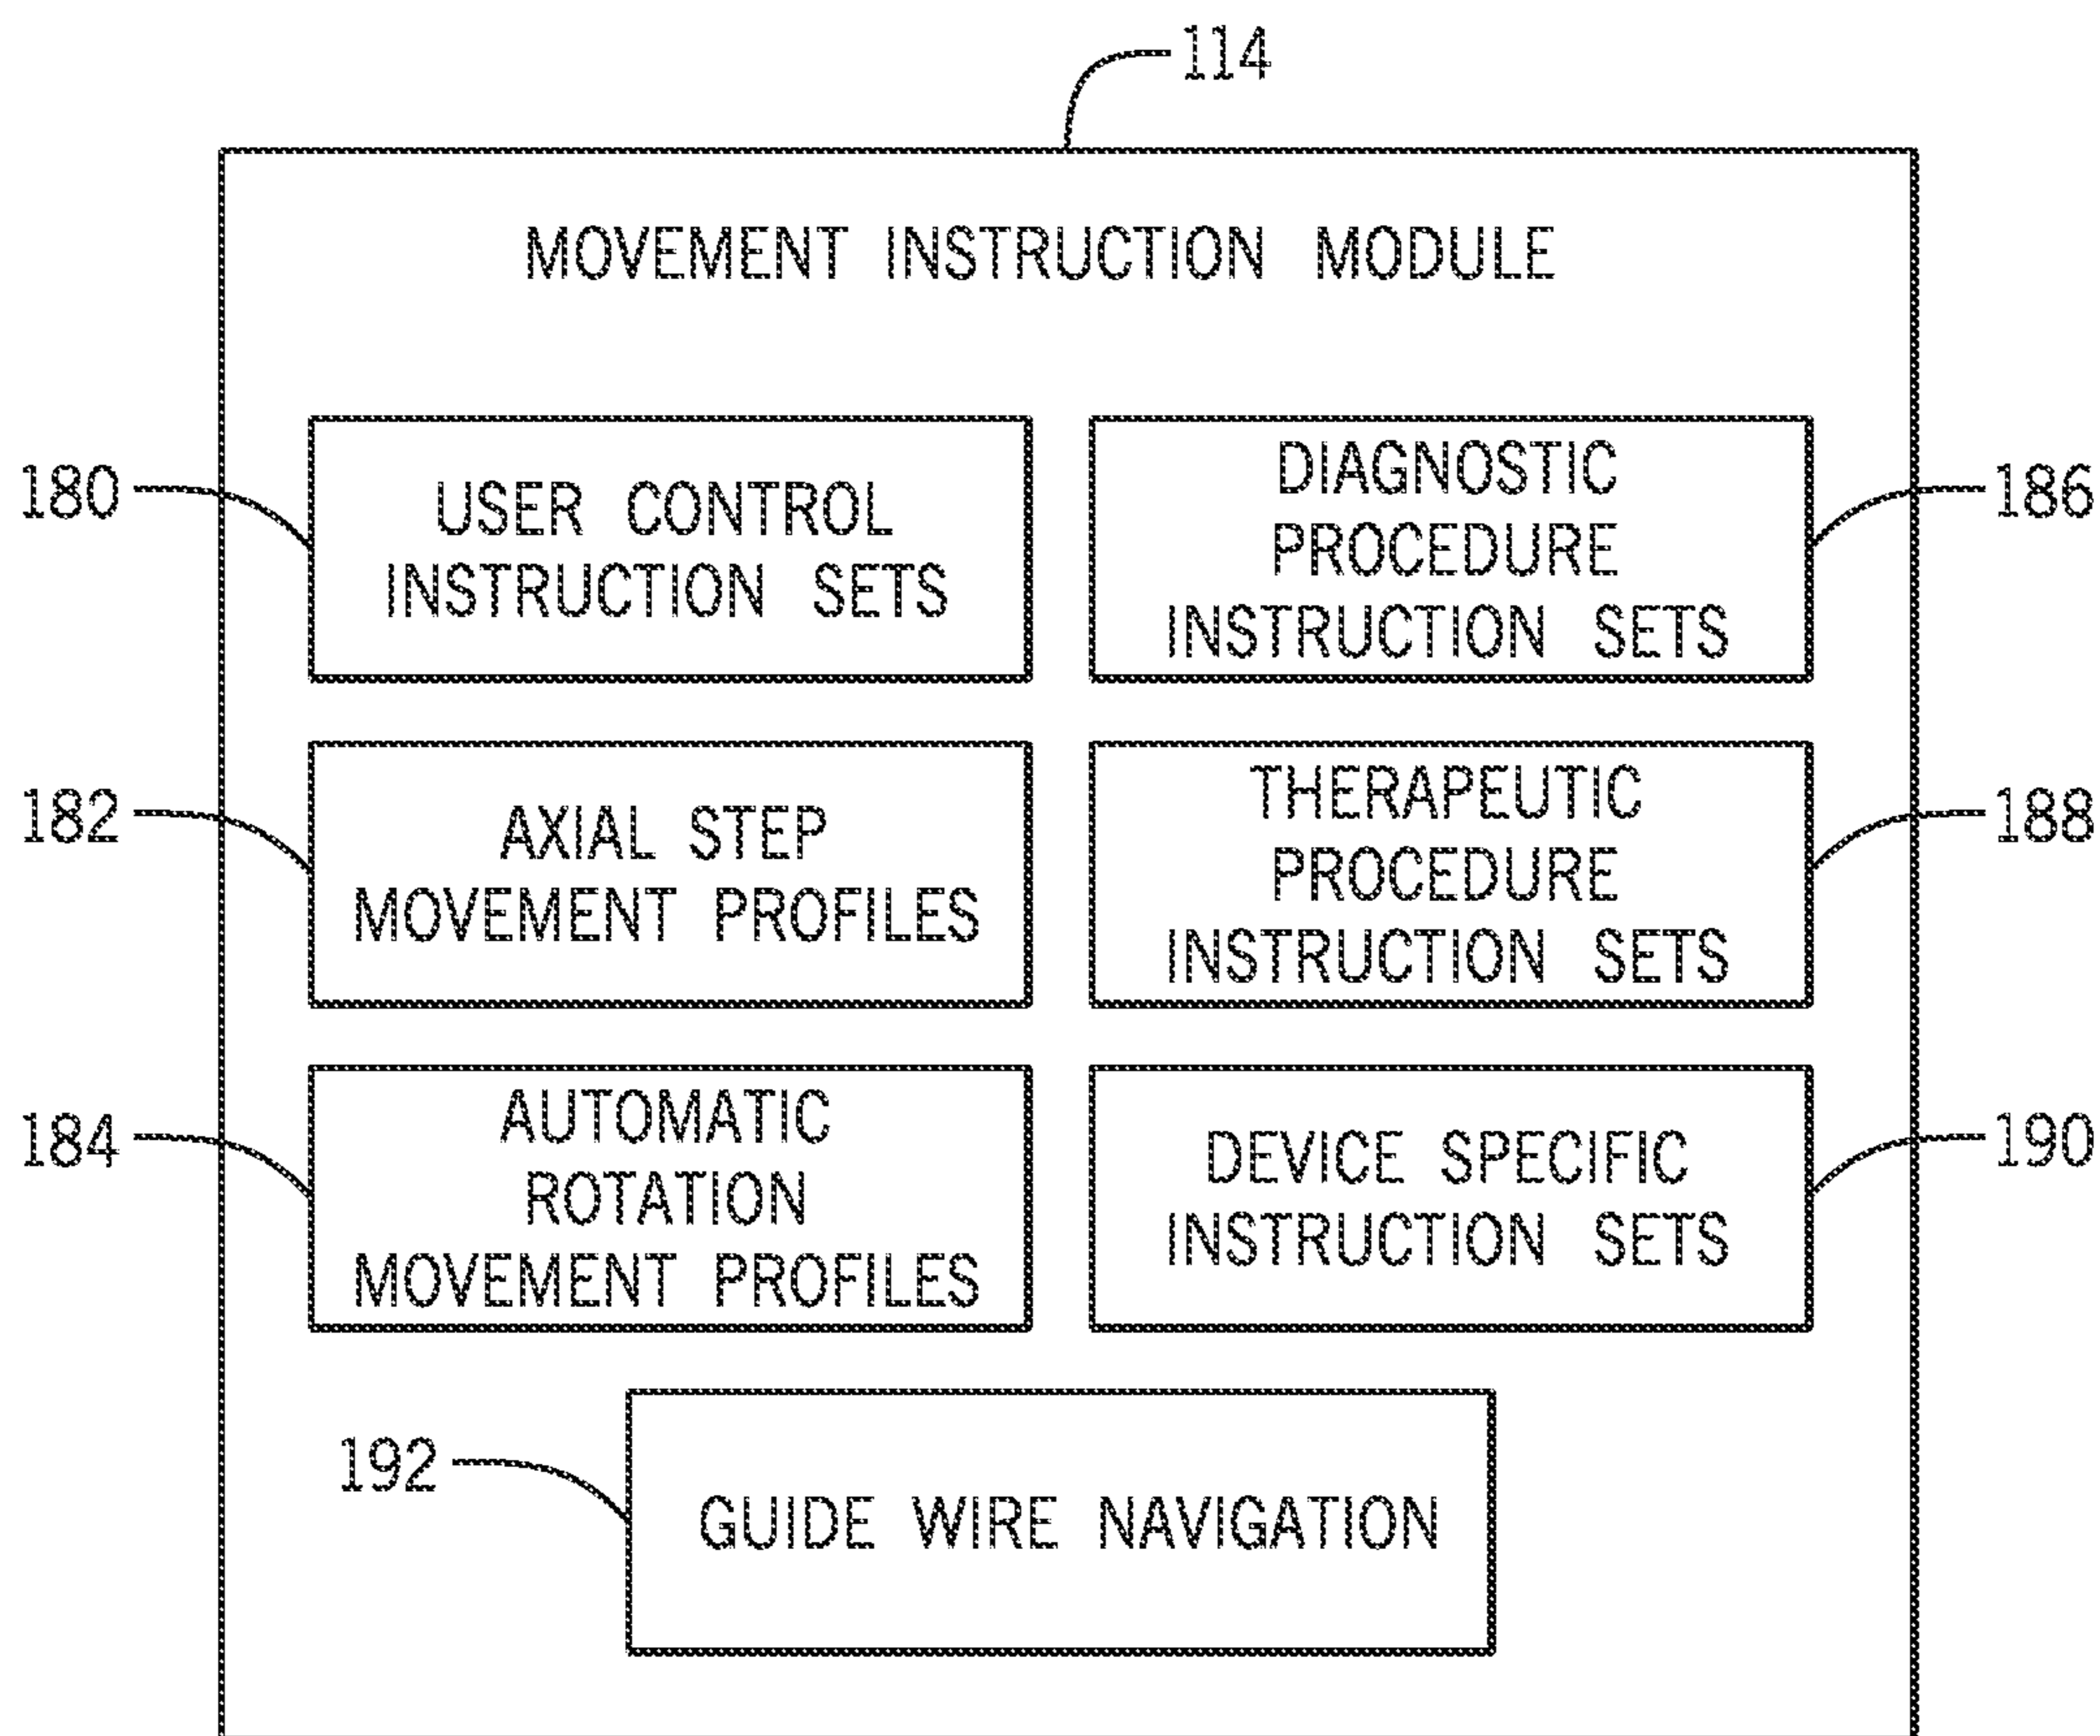 114
MOVEMENT INSTRUCTION MODULE
180
USER CONTROL
INSTRUCTION SETS
DIAGNOSTIC
PROCEDURE
INSTRUCTION SETS
186
182
AXIAL STEP
MOVEMENT PROFILES
THERAPEUTIC
PROCEDURE
INSTRUCTION SETS
188
184
AUTOMATIC
ROTATION
MOVEMENT PROFILES
DEVICE SPECIFIC
INSTRUCTION SETS
190
192
GUIDE WIRE NAVIGATION